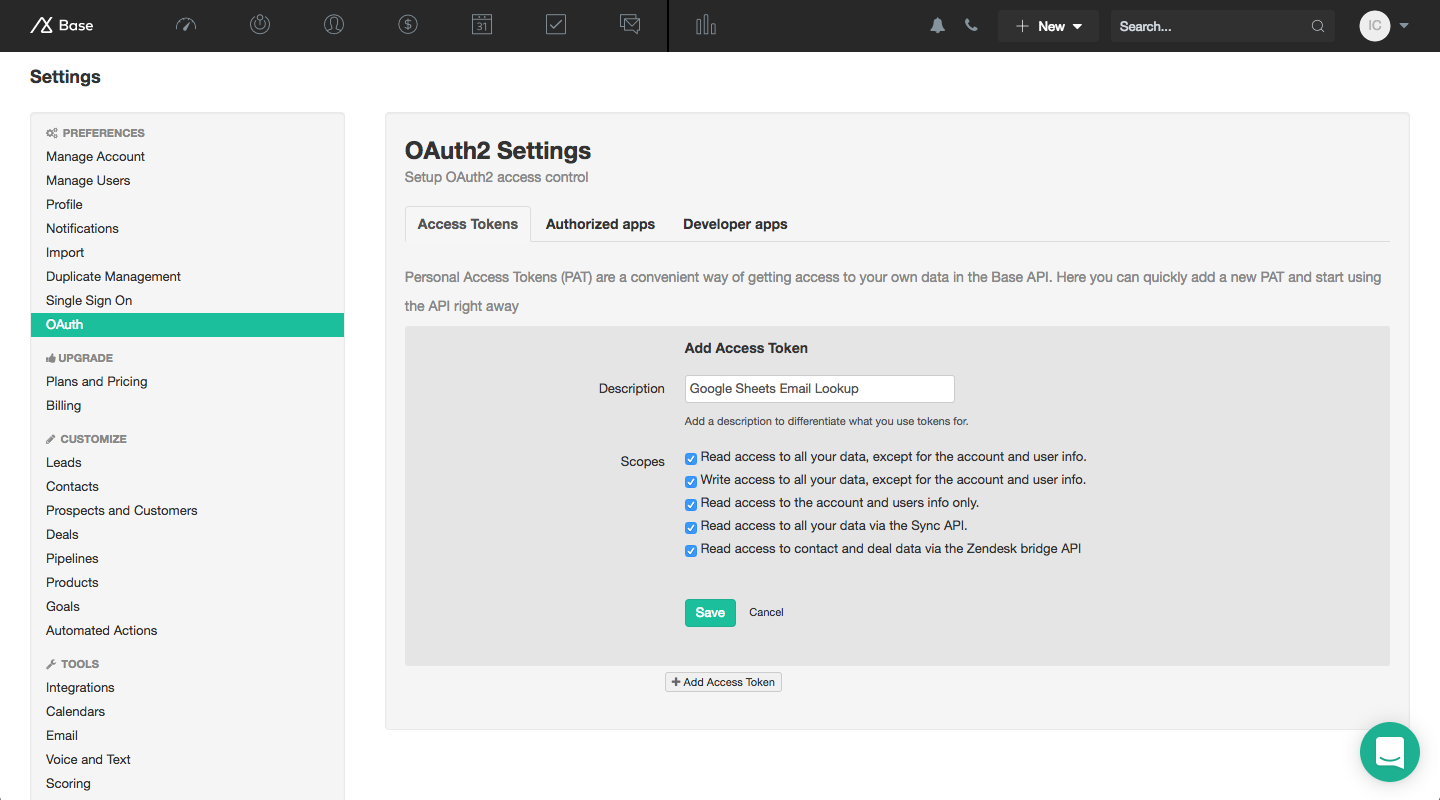 Base
31
$
New
Search...
IC
Settings
PREFERENCES
Manage Account
Manage Users
Profile
Notifications
Import
Duplicate Management
Single Sign On
OAuth
UPGRADE
Plans and Pricing
Billing
CUSTOMIZE
Leads
Contacts
Prospects and Customers
Deals
Pipelines
Products
Goals
Automated Actions
TOOLS
Integrations
Calendars
Email
Voice and Text
Scoring
OAuth2 Settings
Setup OAuth2 access control
Access Tokens Authorized apps Developer apps
Personal Access Tokens (PAT) are a convenient way of getting access to your own data in the Base API. Here you can quickly add a new PAT and start using
the API right away
Add Access Token
Description Google Sheets Email Lookup
Add a description to differentiate what you use tokens for.
Scopes Read access to all your data, except for the account and user info.
Write access to all your data, except for the account and user info.
Read access to the account and users info only.
Read access to all your data via the Sync API.
Read access to contact and deal data via the Zendesk bridge API
Save Cancel
+ Add Access Token